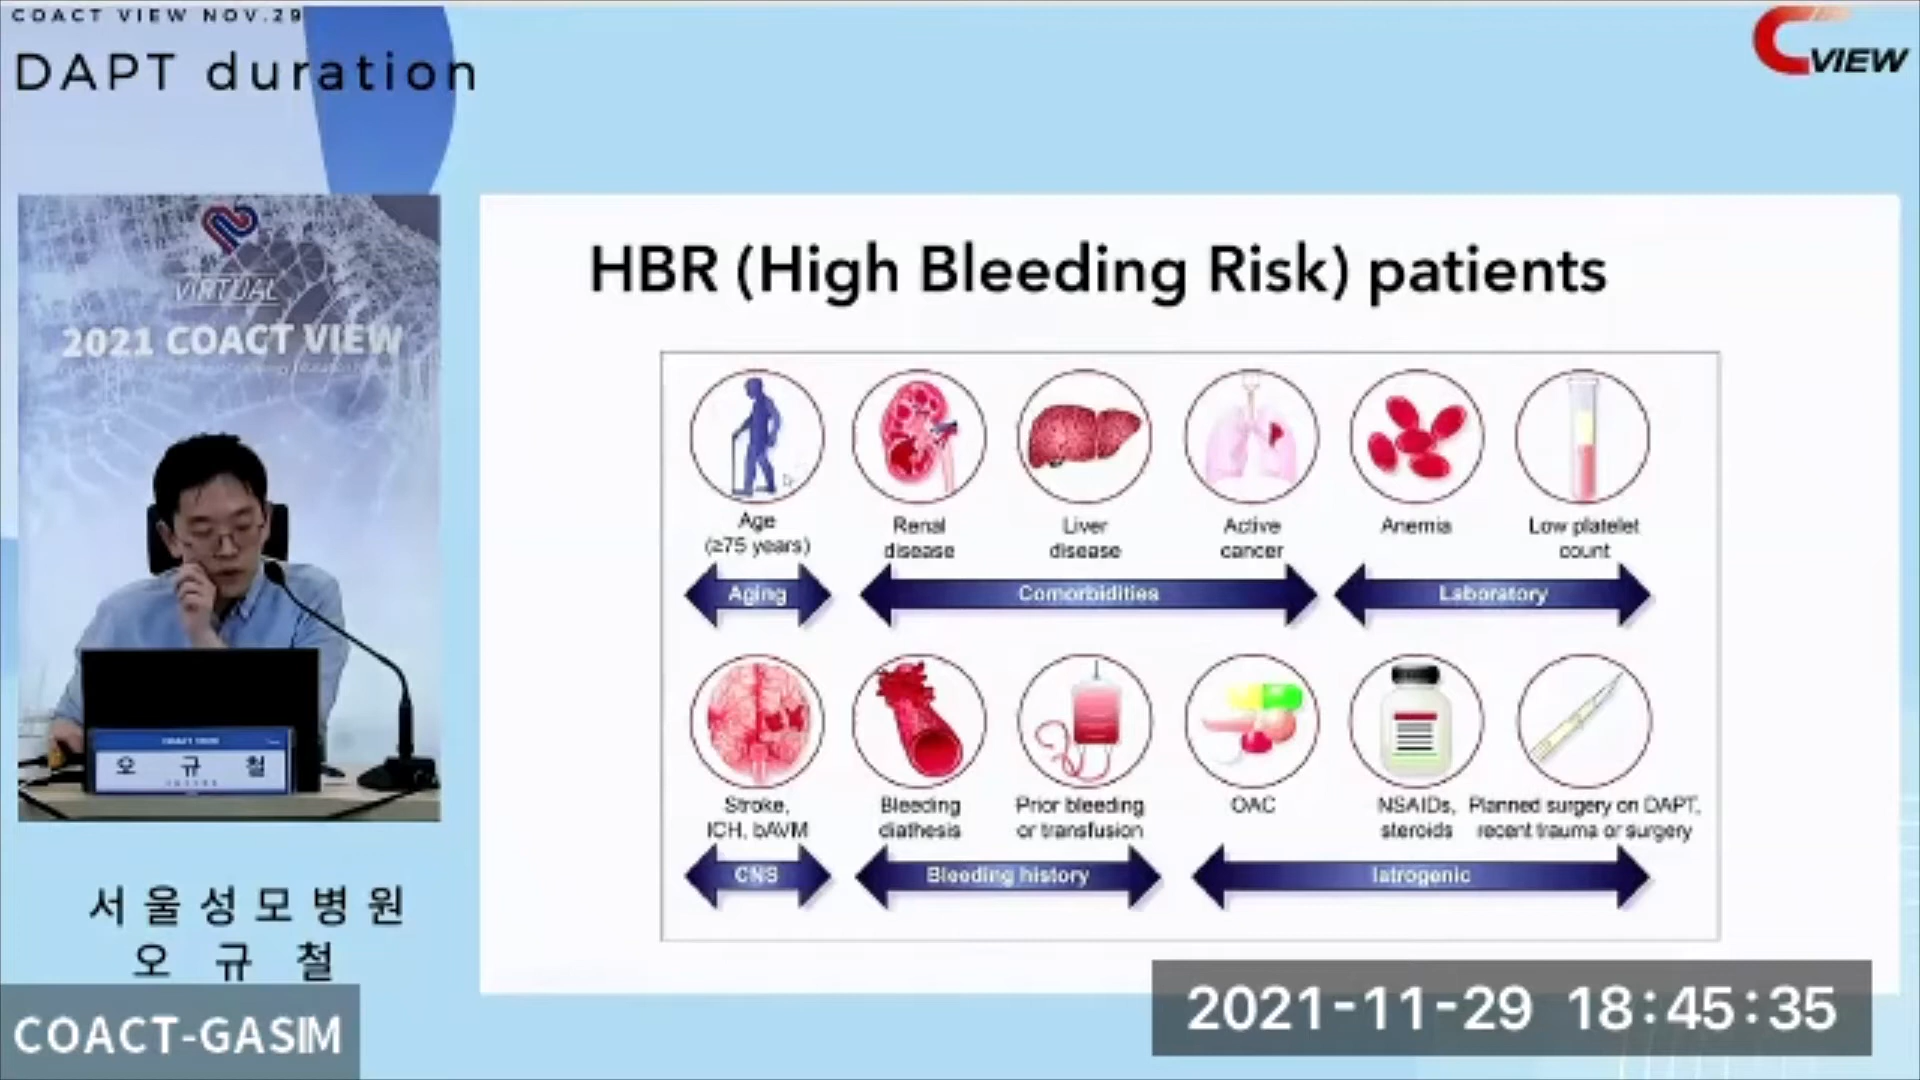 COACT VIEW NOV.29
DAPT duration
CVIEW
VIRTUAL
2021 COACT VIEW
COACT VIEW
오 규 철
서울성모병원
오 규 철
COACT-GASIM
HBR (High Bleeding Risk) patients
Age
(≥75 years)
Renal
disease
Liver
disease
Active
cancer
Anemia
Low platelet
count
Aging
Comorbidities
Laboratory
Stroke,
ICH, bAVM
Bleeding
diathesis
Prior bleeding
or transfusion
OAC
NSAIDs,
steroids
Planned surgery on DAPT,
recent trauma or surgery
CNS
Bleeding history
Iatrogenic
2021-11-29 18:45:35